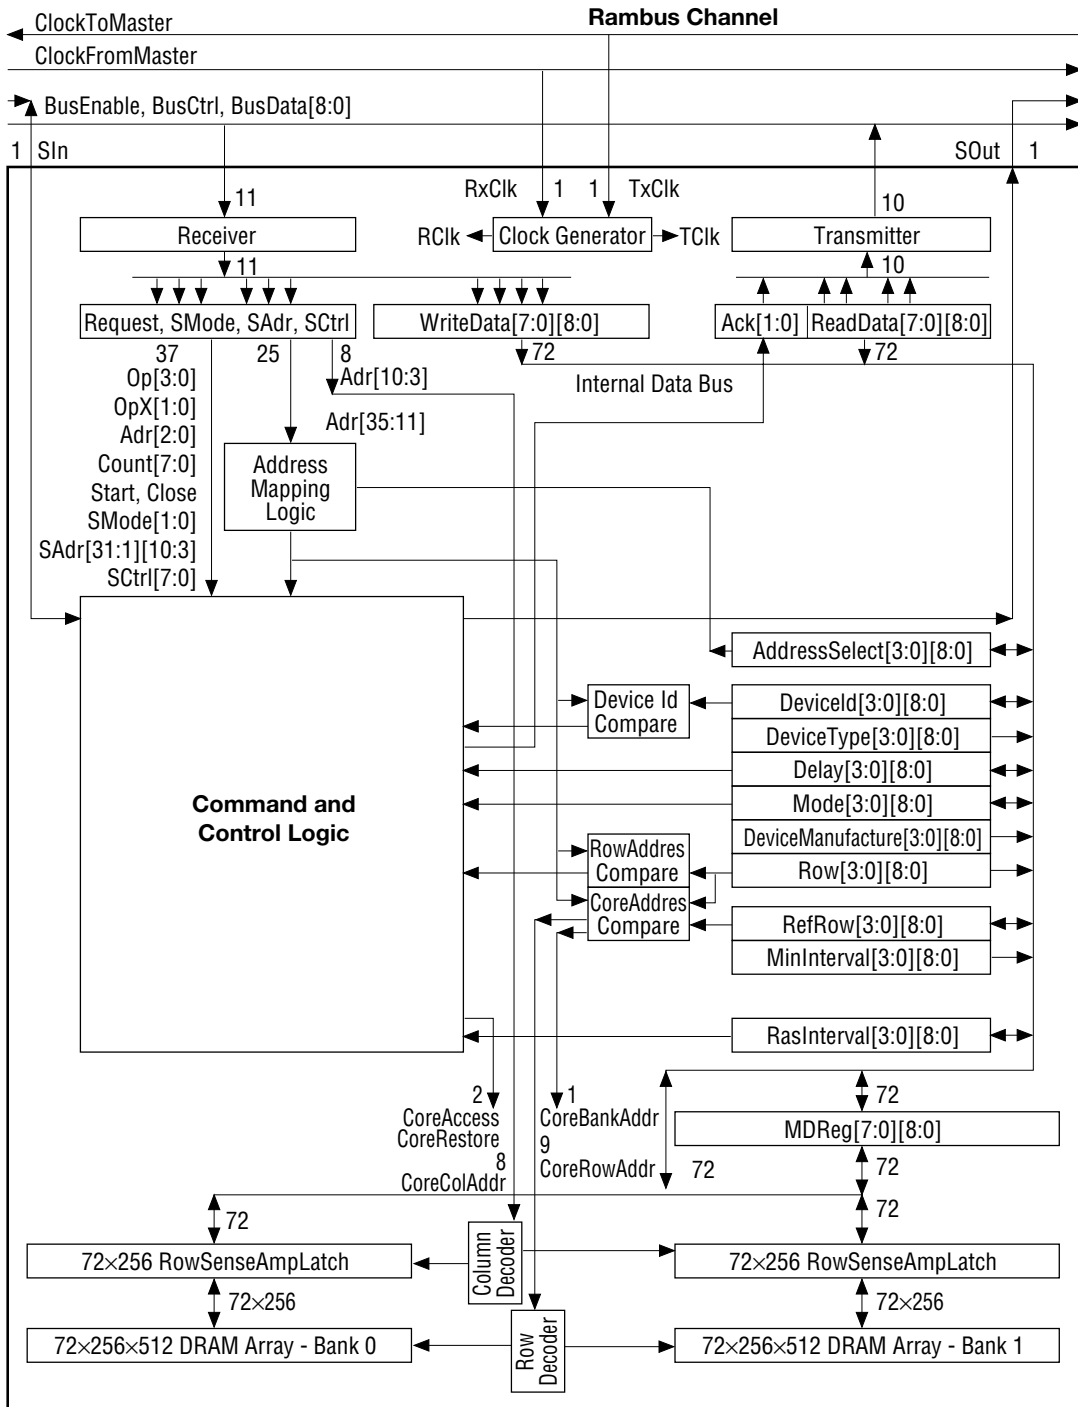 Rambus Channel
ClockToMaster
ClockFromMaster
BusEnable, BusCtrl, BusData[8:0]
1 SIn
SOut 1
RxClk 1 1 TxClk
11
10
Receiver
RClk Clock Generator TClk
Transmitter
11
10
Request, SMode, SAdr, SCtrl
WriteData[7:0][8:0]
Ack[1:0] ReadData[7:0][8:0]
37 25 8
72
72
Op[3:0]
Adr[10:3]
Internal Data Bus
OpX[1:0]
Adr[35:11]
Adr[2:0]
Count[7:0]
Start, Close
SMode[1:0]
SAdr[31:1][10:3]
SCtrl[7:0]
Address
Mapping
Logic
AddressSelect[3:0][8:0]
Device Id
Compare
DeviceId[3:0][8:0]
DeviceType[3:0][8:0]
Delay[3:0][8:0]
Command and
Control Logic
Mode[3:0][8:0]
DeviceManufacture[3:0][8:0]
RowAddres
Compare
Row[3:0][8:0]
CoreAddres
Compare
RefRow[3:0][8:0]
MinInterval[3:0][8:0]
RasInterval[3:0][8:0]
2
CoreAccess
CoreRestore
8
CoreColAddr
1
CoreBankAddr
9
CoreRowAddr
72
72
MDReg[7:0][8:0]
72
72
72
Column
Decoder
72×256 RowSenseAmpLatch
72×256 RowSenseAmpLatch
72×256
72×256
Row
Decoder
72×256×512 DRAM Array - Bank 0
72×256×512 DRAM Array - Bank 1